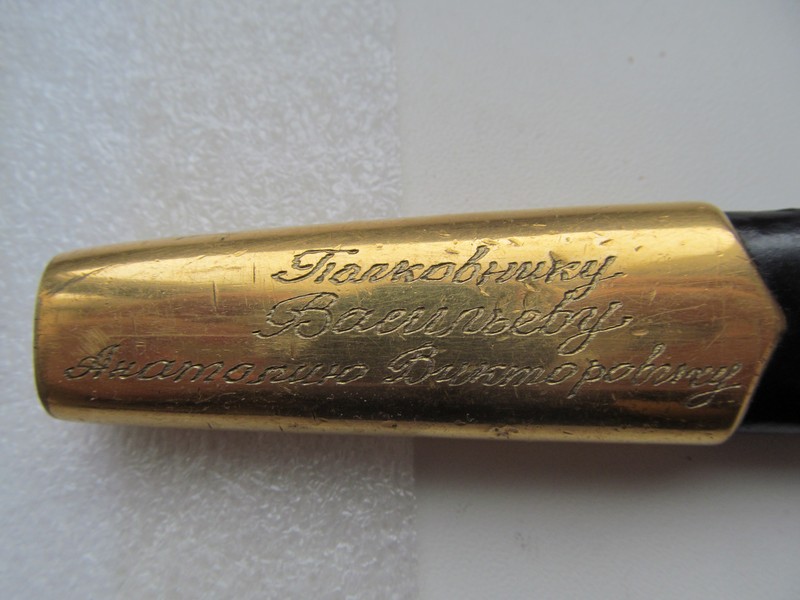 Полковнику
Васильеву
Анатолию Викторовичу